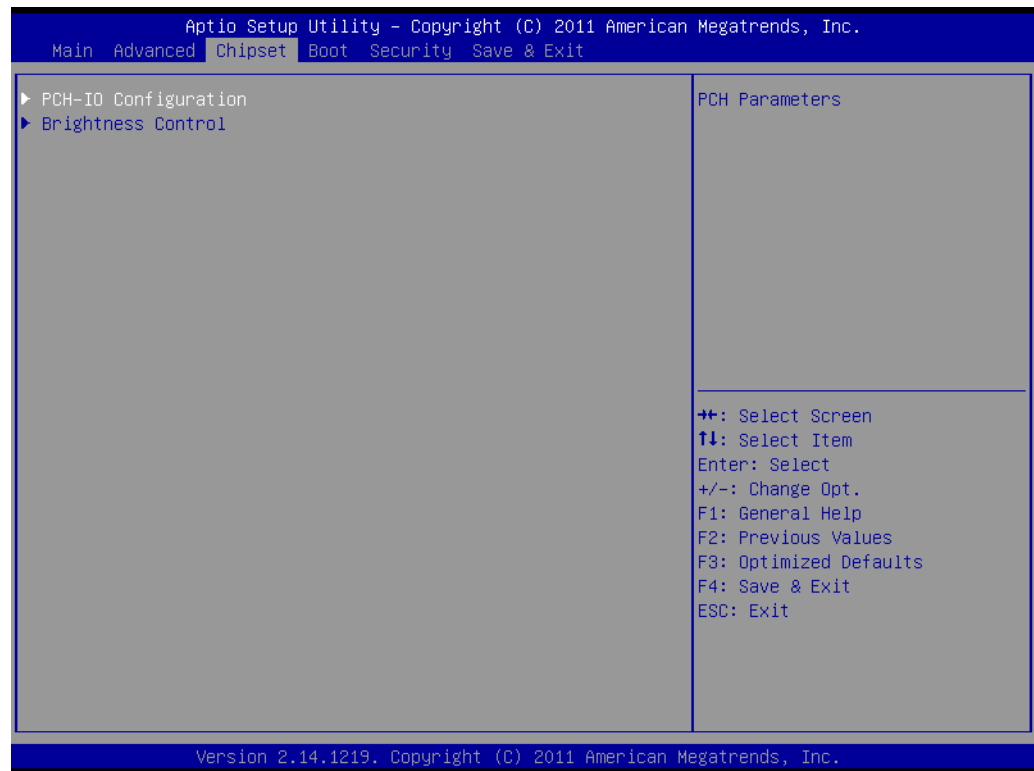 Aptio Setup Utility – Copyright (C) 2011 American Megatrends, Inc.
Main Advanced Chipset Boot Security Save & Exit
▶ PCH-IO Configuration
▶ Brightness Control
PCH Parameters
→←: Select Screen
↑↓: Select Item
Enter: Select
+/-: Change Opt.
F1: General Help
F2: Previous Values
F3: Optimized Defaults
F4: Save & Exit
ESC: Exit
Version 2.14.1219. Copyright (C) 2011 American Megatrends, Inc.